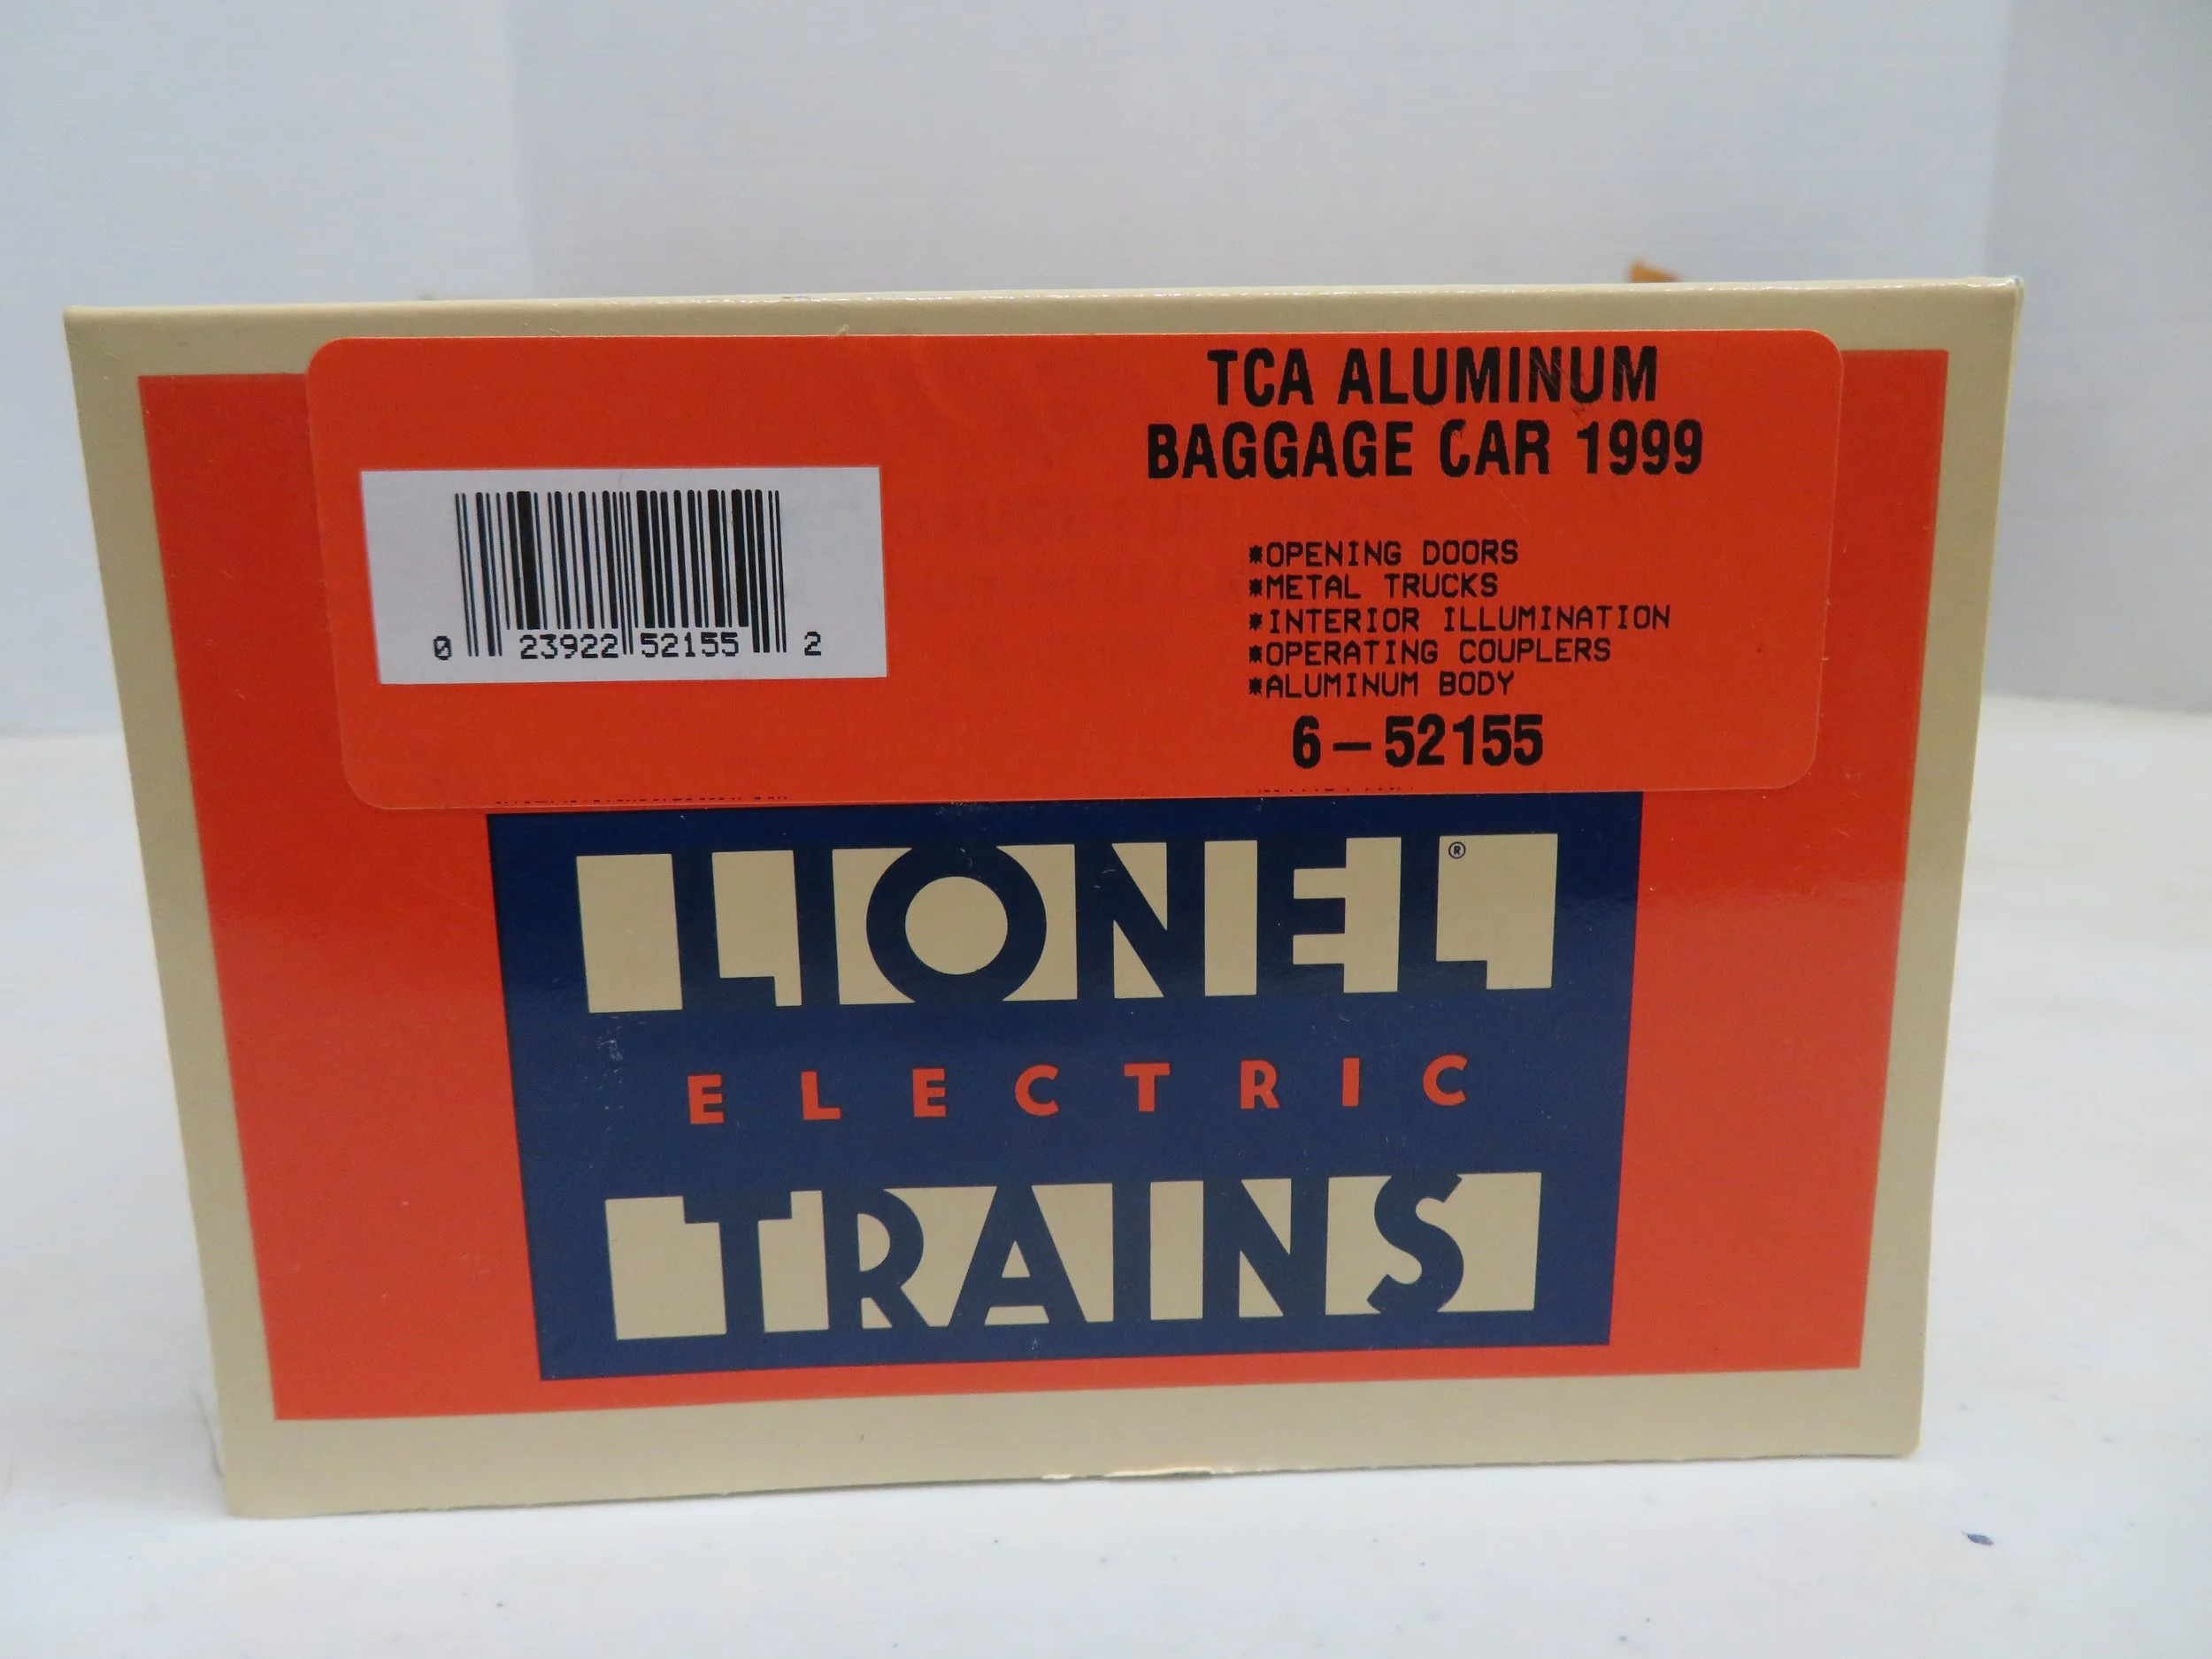 TCA ALUMINUM
BAGGAGE CAR 1999
*OPENING DOORS
*METAL TRUCKS
*INTERIOR ILLUMINATION
*OPERATING COUPLERS
*ALUMINUM BODY
6-52155
0 23922 52155 2
LIONEL®
ELECTRIC
TRAINS